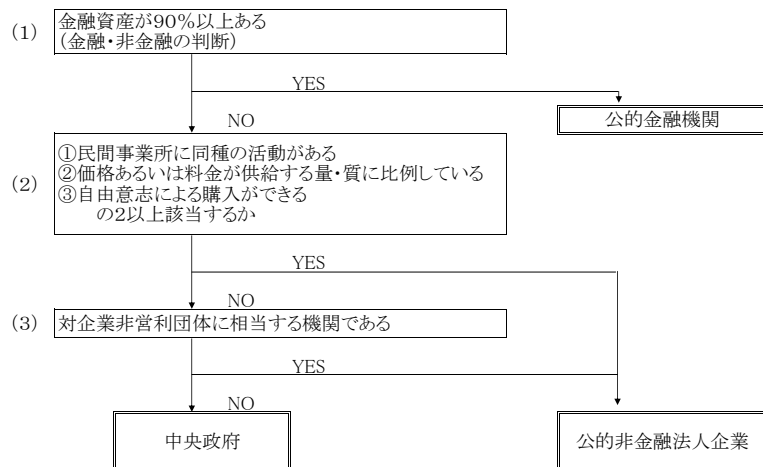 (1)
金融資産が90%以上ある
(金融・非金融の判断)
YES
公的金融機関
NO
(2)
①民間事業所に同種の活動がある
②価格あるいは料金が供給する量・質に比例している
③自由意志による購入ができる
の2以上該当するか
YES
NO
(3)
対企業非営利団体に相当する機関である
YES
NO
中央政府
公的非金融法人企業